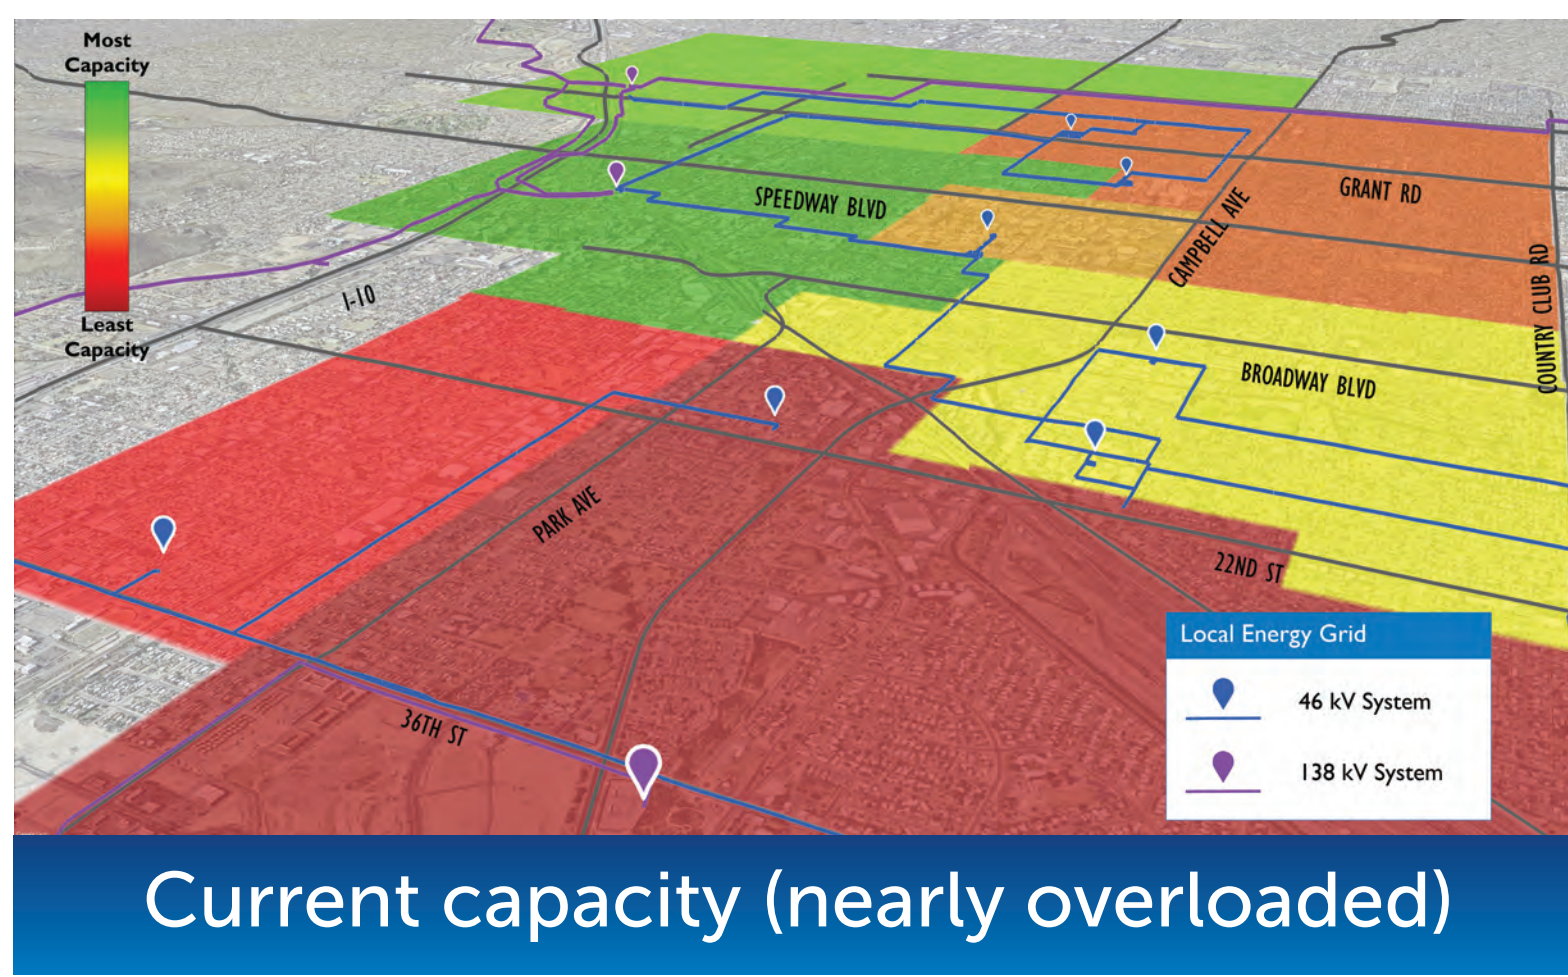 Most
Capacity
Least
Capacity
SPEEDWAY BLVD
GRANT RD
CAMPBELL AVE
COUNTRY CLUB RD
I-10
BROADWAY BLVD
PARK AVE
22ND ST
36TH ST
Local Energy Grid
46 kV System
138 kV System
Current capacity (nearly overloaded)